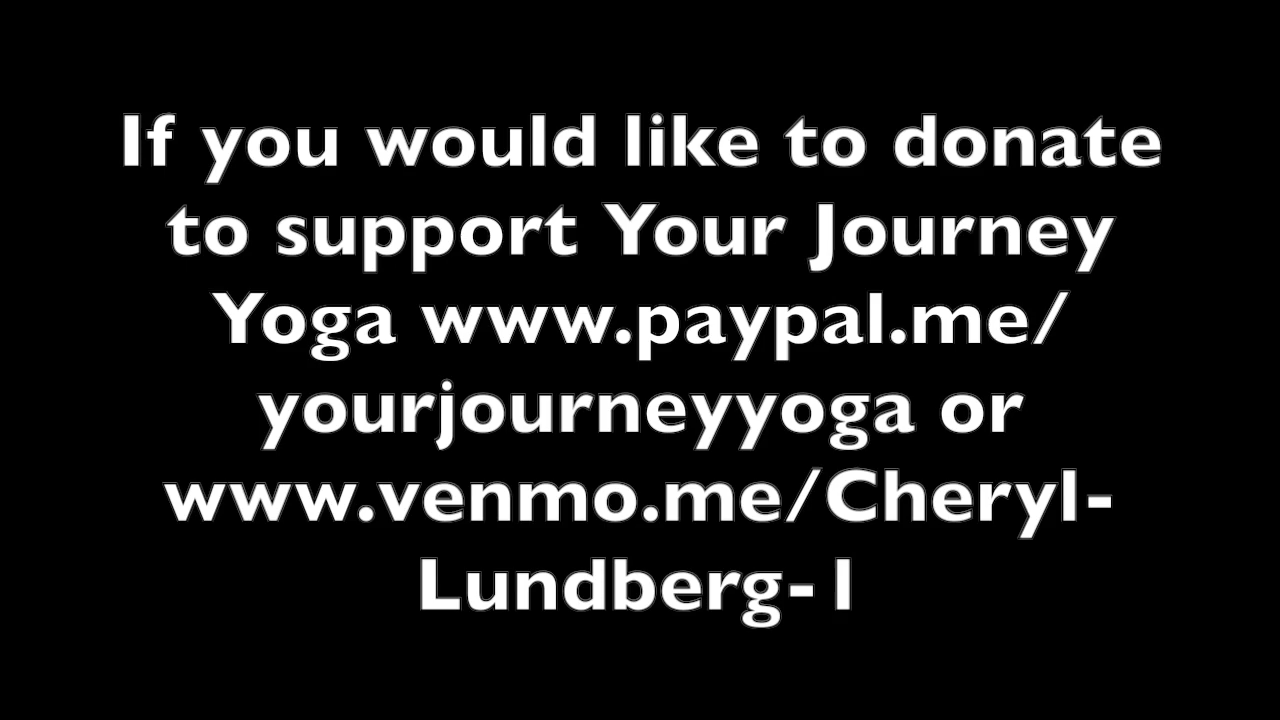 If you would like to donate
to support Your Journey
Yoga www.paypal.me/
yourjourneyyoga or
www.venmo.me/Cheryl-
Lundberg-1